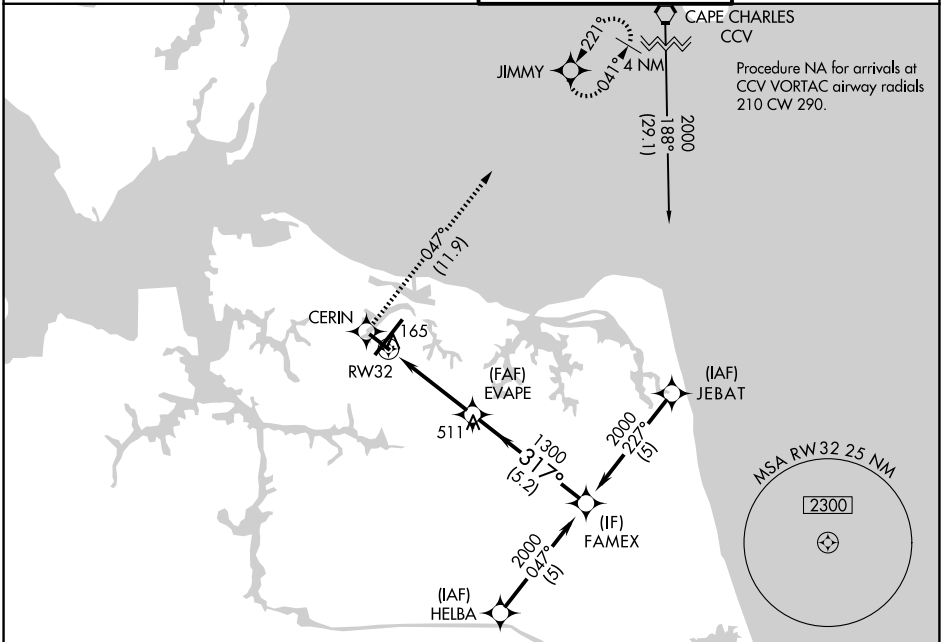 CAPE CHARLES
CCV
221°
JIMMY
041°
4 NM
Procedure NA for arrivals at
CCV VORTAC airway radials
210 CW 290.
2000
188°
(29.1)
047°
(11.9)
CERIN
165
RW32
(FAF)
EVAPE
511
(IAF)
JEBAT
2000
227°
(5)
1300
317°
(5.2)
MSA RW32 25 NM
2300
(IF)
FAMEX
2000
047°
(5)
(IAF)
HELBA